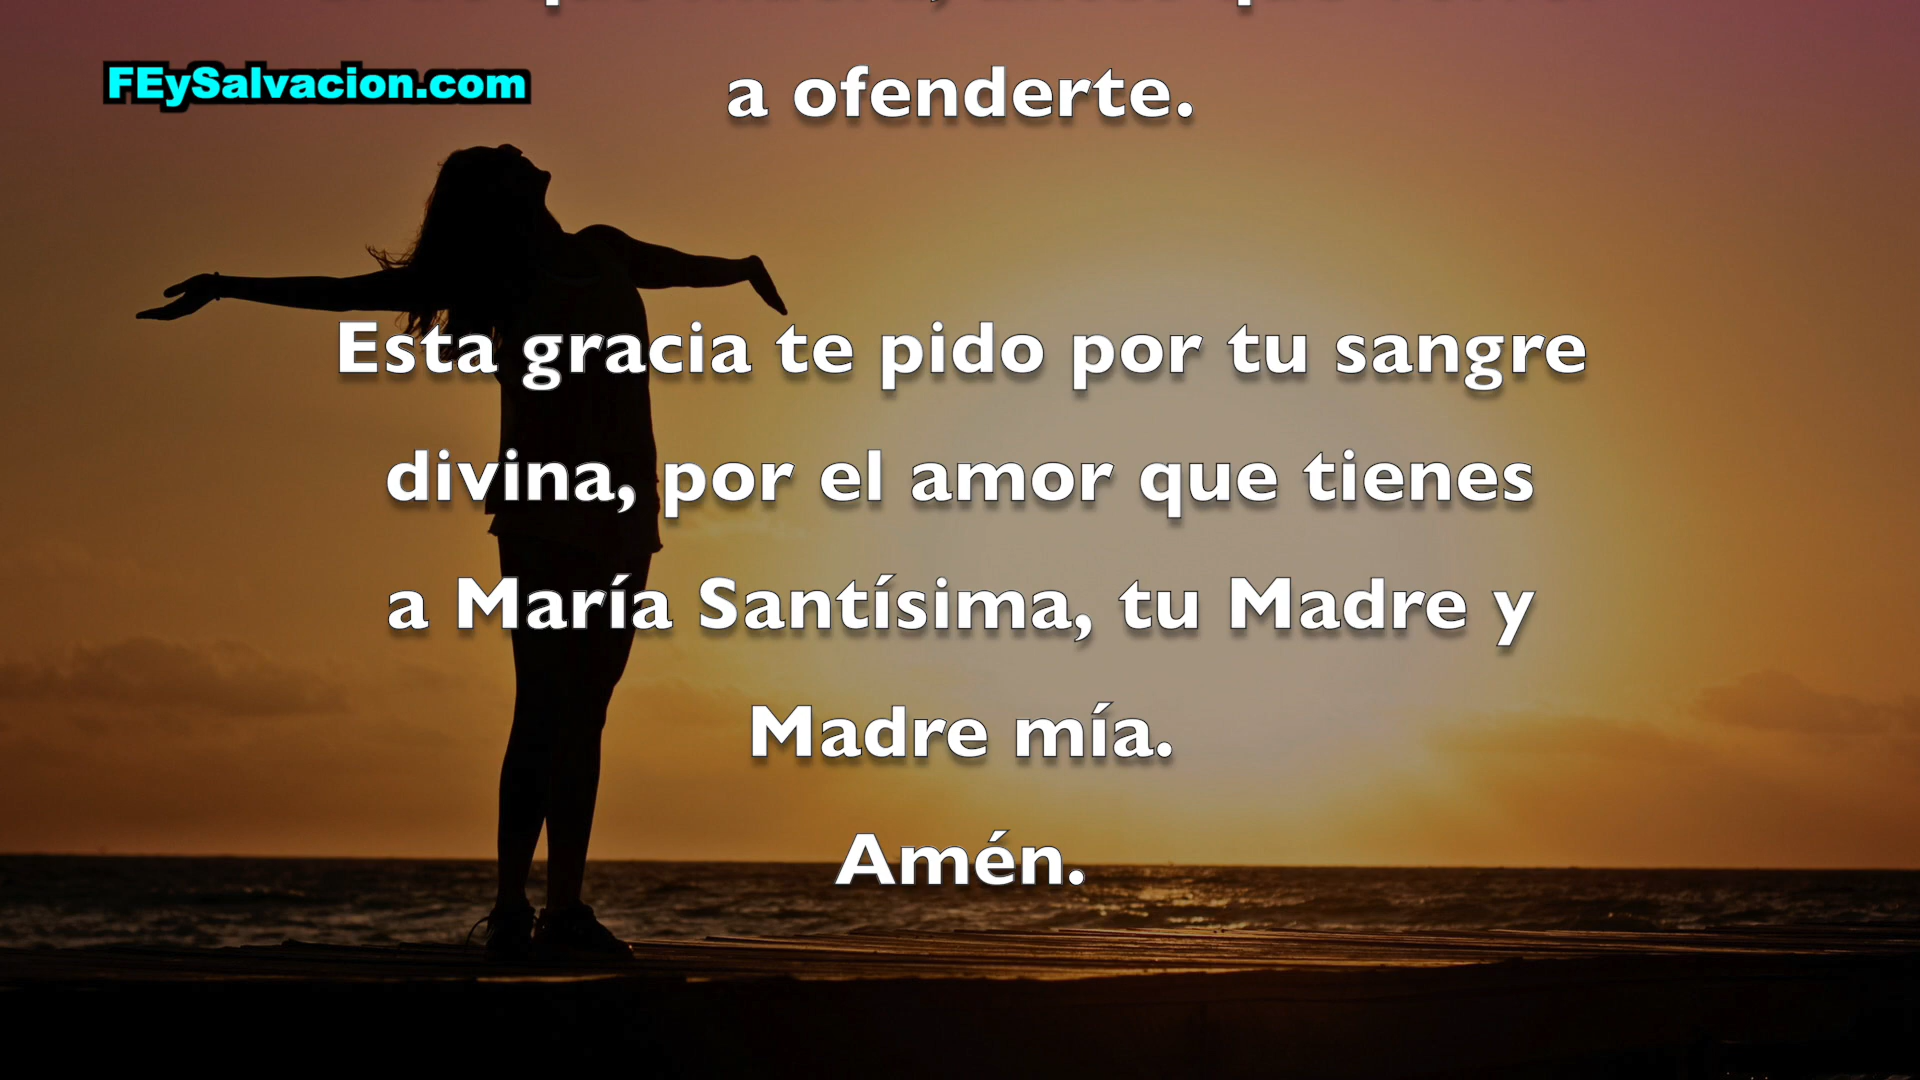 FEySalvacion.com
a ofenderte.
Esta gracia te pido por tu sangre
divina, por el amor que tienes
a María Santísima, tu Madre y
Madre mía.
Amén.